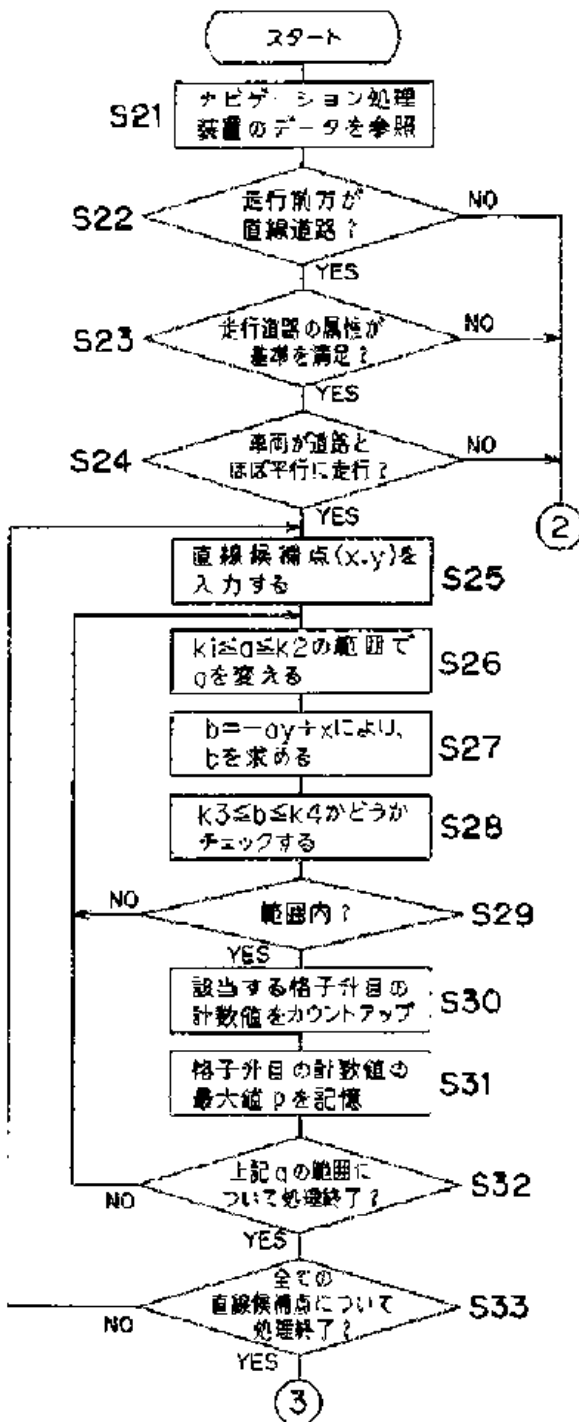 スタート
S21
ナビゲーション処理
装置のデータを参照
S22
走行前方が
直線道路?
NO
YES
S23
走行道路の属性が
基準を満足?
NO
YES
S24
車両が道路と
ほぼ平行に走行?
NO
YES
2
直線候補点(x,y)を
入力する
S25
k1≦a≦k2の範囲で
aを変える
S26
b=-ay+xにより、
bを求める
S27
k3≦b≦k4かどうか
チェックする
S28
NO
範囲内?
S29
YES
該当する格子升目の
計数値をカウントアップ
S30
格子升目の計数値の
最大値pを記憶
S31
上記aの範囲に
ついて処理終了?
S32
NO
YES
全ての
直線候補点について
処理終了?
S33
NO
YES
3